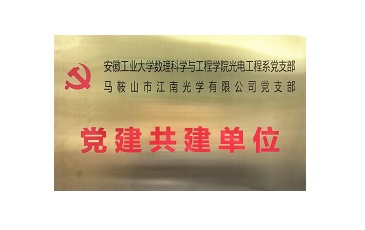 安徽工业大学数理科学与工程学院光电工程系党支部
马鞍山市江南光学有限公司党支部
党建共建单位